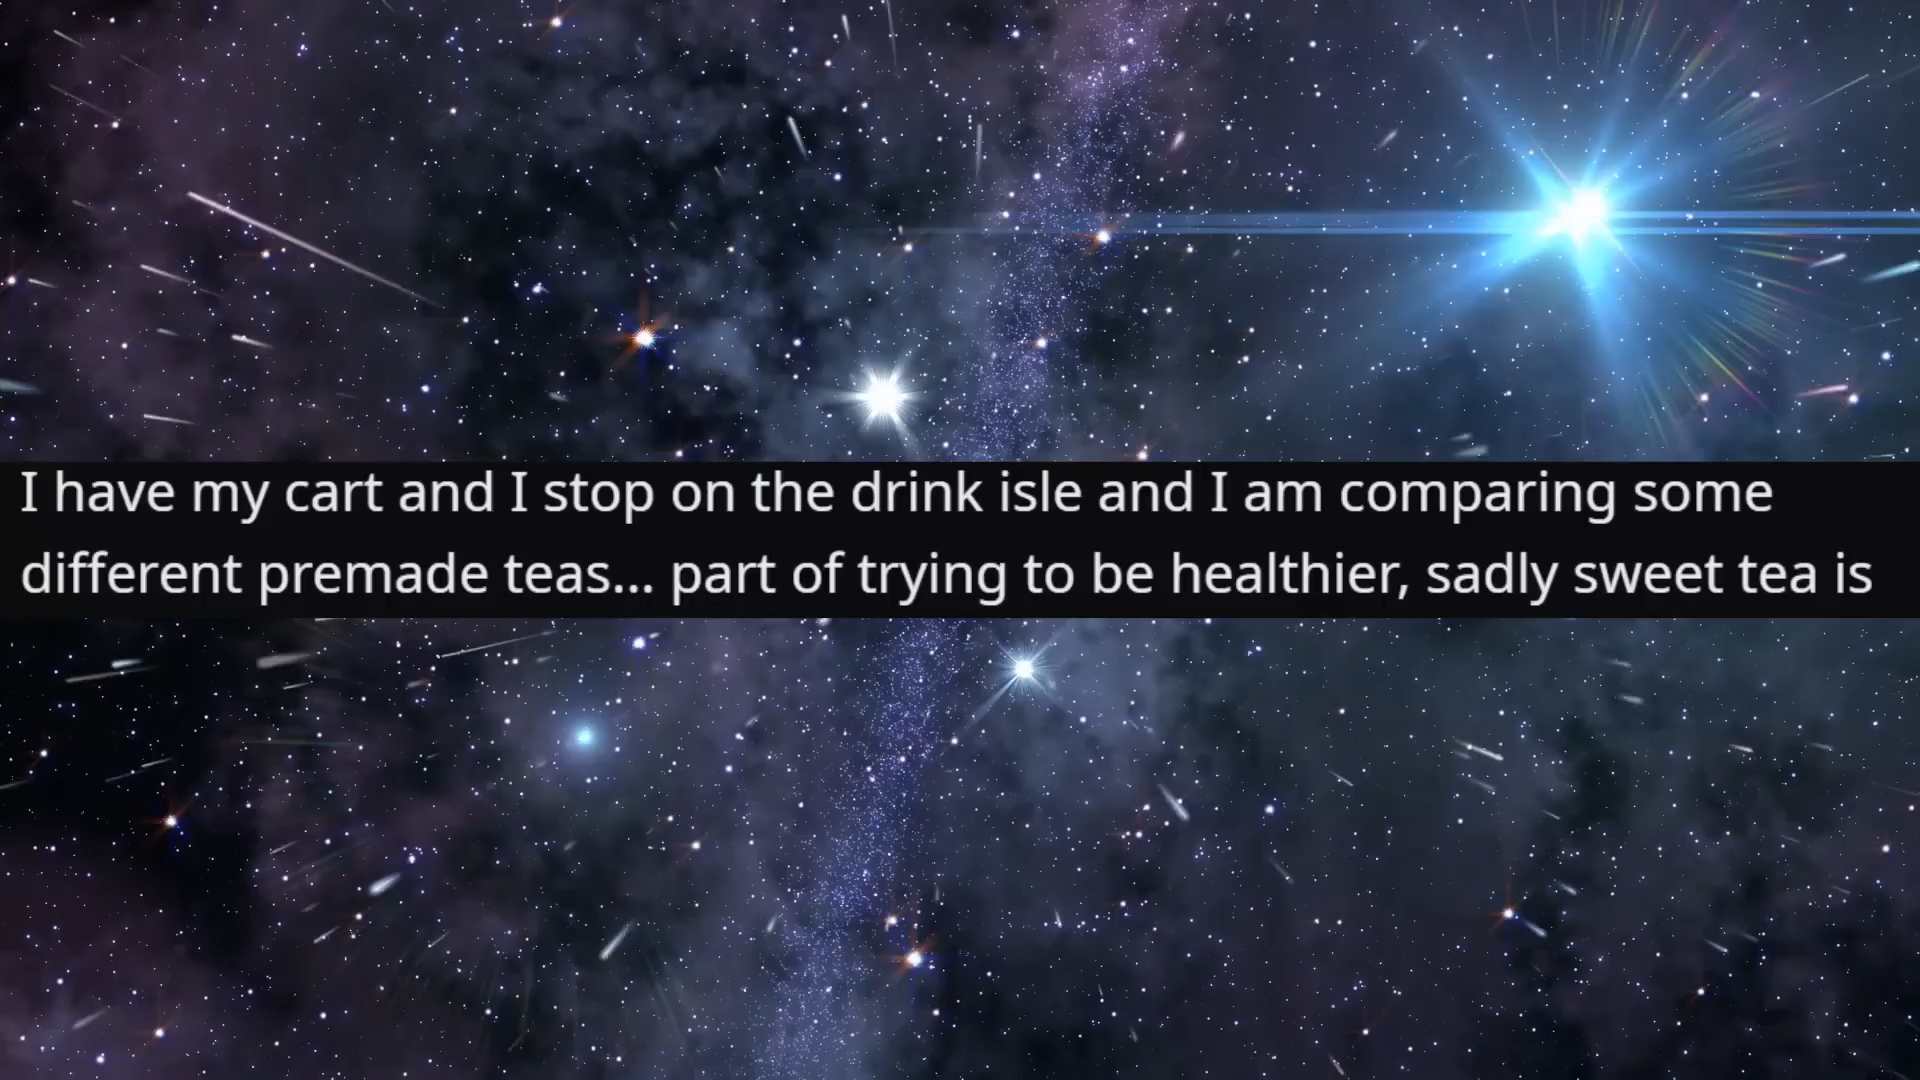 I have my cart and I stop on the drink isle and I am comparing some
different premade teas... part of trying to be healthier, sadly sweet tea is